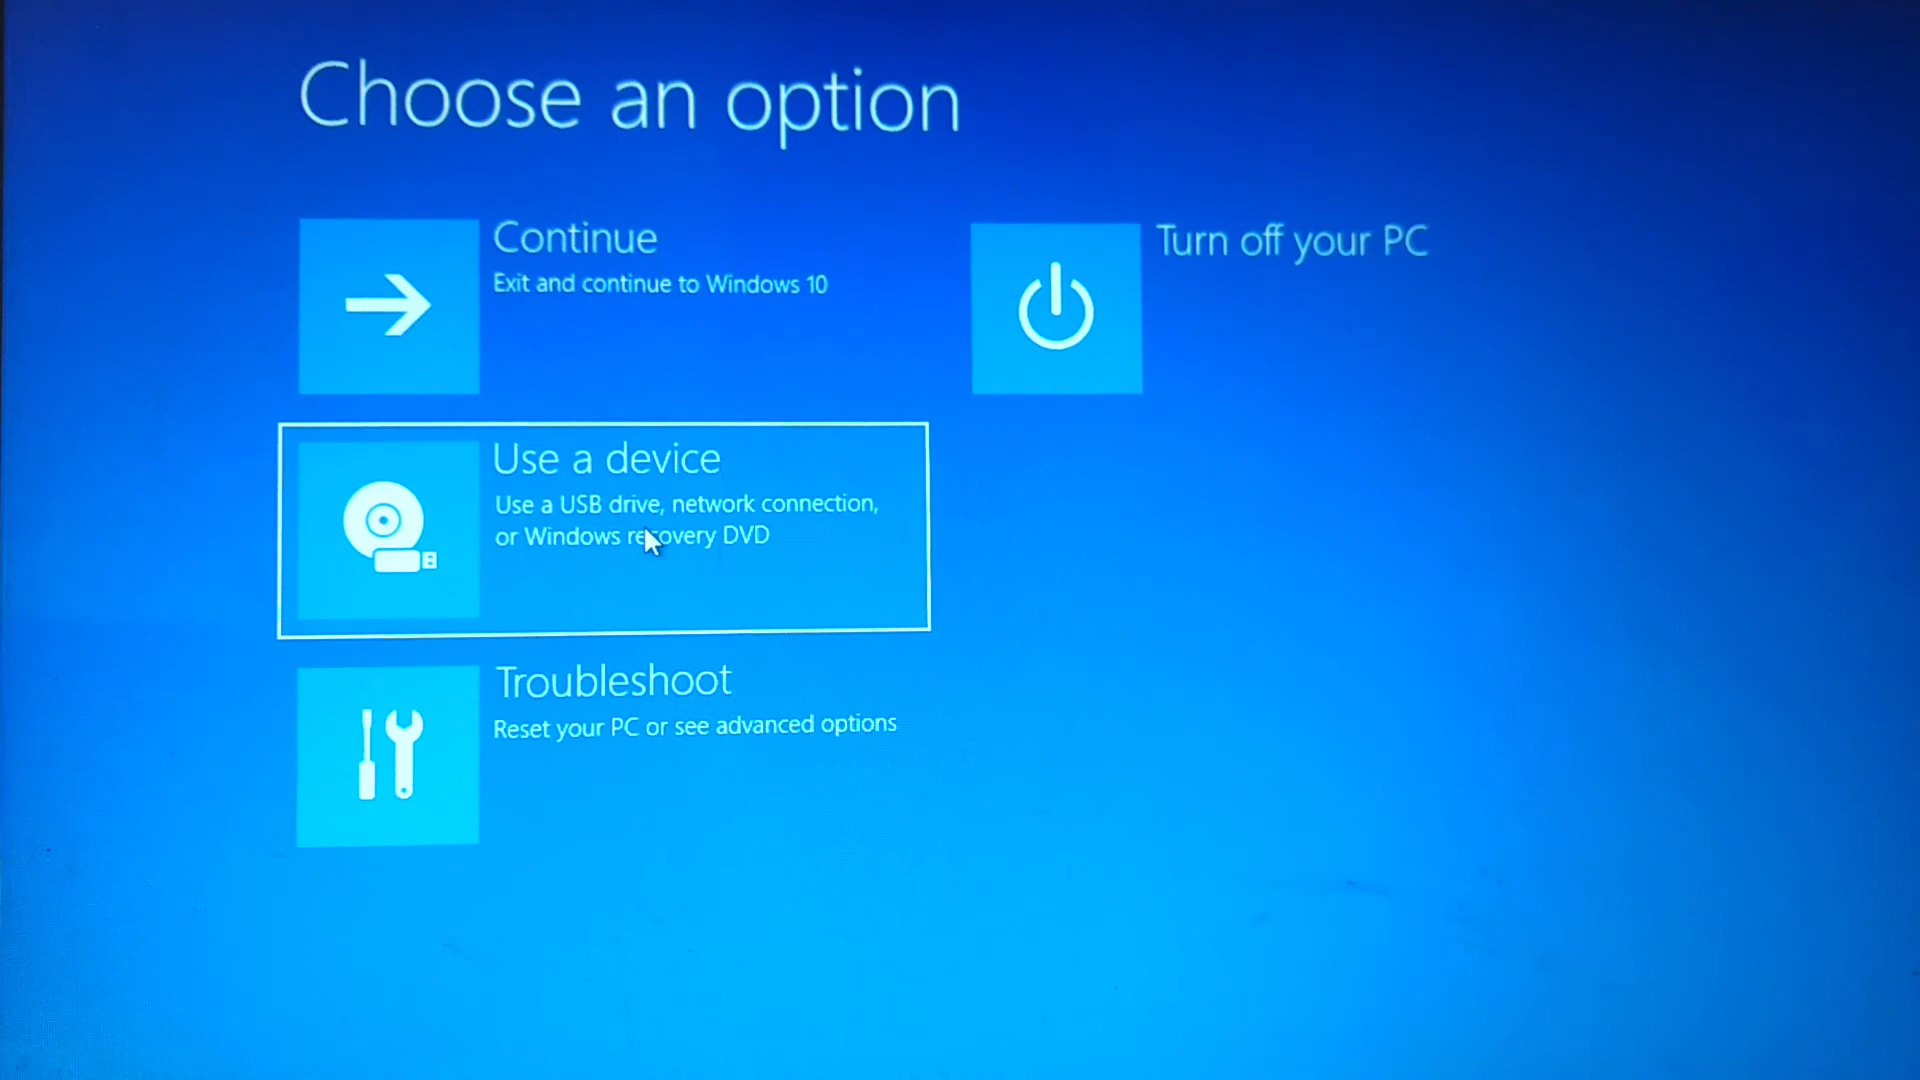 Choose an option
Continue
Exit and continue to Windows 10
Turn off your PC
Use a device
Use a USB drive, network connection,
or Windows recovery DVD
Troubleshoot
Reset your PC or see advanced options